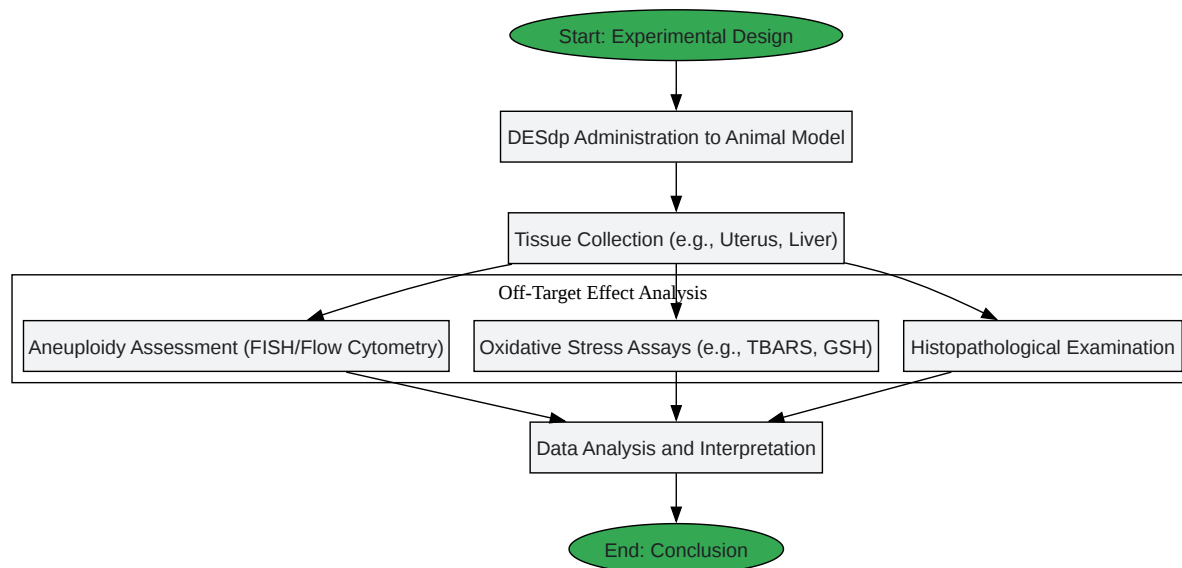 Start: Experimental Design
DESdp Administration to Animal Model
Tissue Collection (e.g., Uterus, Liver)
Off-Target Effect Analysis
Aneuploidy Assessment (FISH/Flow Cytometry)
Oxidative Stress Assays (e.g., TBARS, GSH)
Histopathological Examination
Data Analysis and Interpretation
End: Conclusion